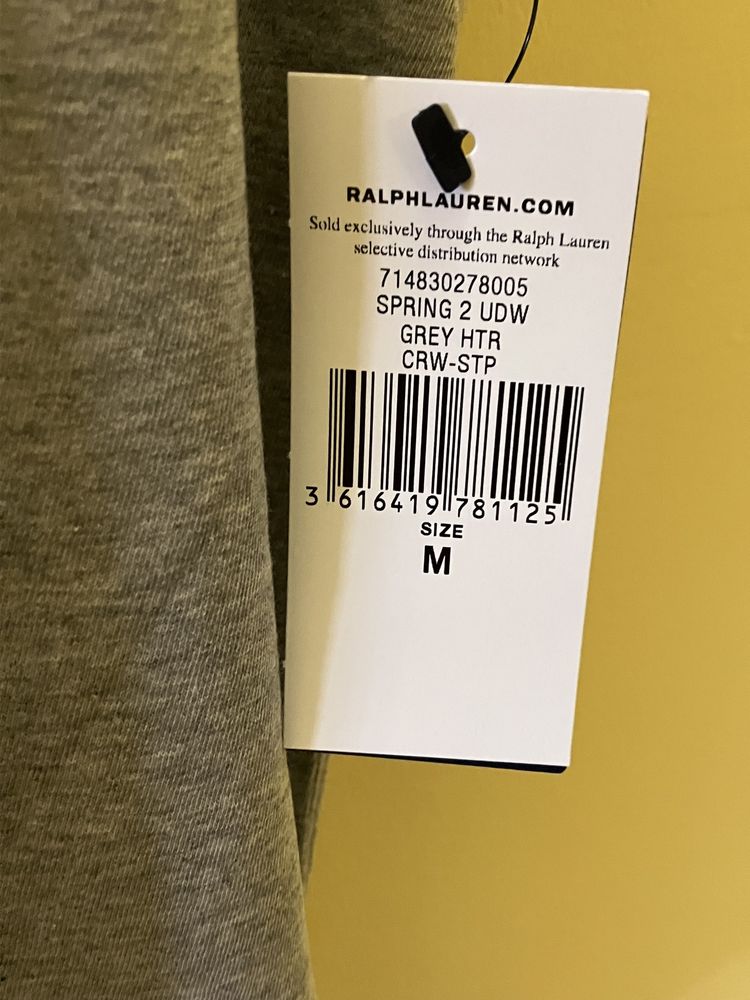 RALPHLAUREN.COM
Sold exclusively through the Ralph Lauren
selective distribution network
714830278005
SPRING 2 UDW
GREY HTR
CRW-STP
3 616419 781125
SIZE
M